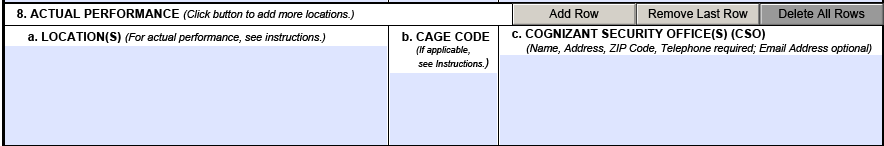 8. ACTUAL PERFORMANCE (Click button to add more locations.)
Add Row
Remove Last Row
Delete All Rows
a. LOCATION(S) (For actual performance, see instructions.)
b. CAGE CODE
(If applicable,
see Instructions.)
c. COGNIZANT SECURITY OFFICE(S) (CSO)
(Name, Address, ZIP Code, Telephone required; Email Address optional)